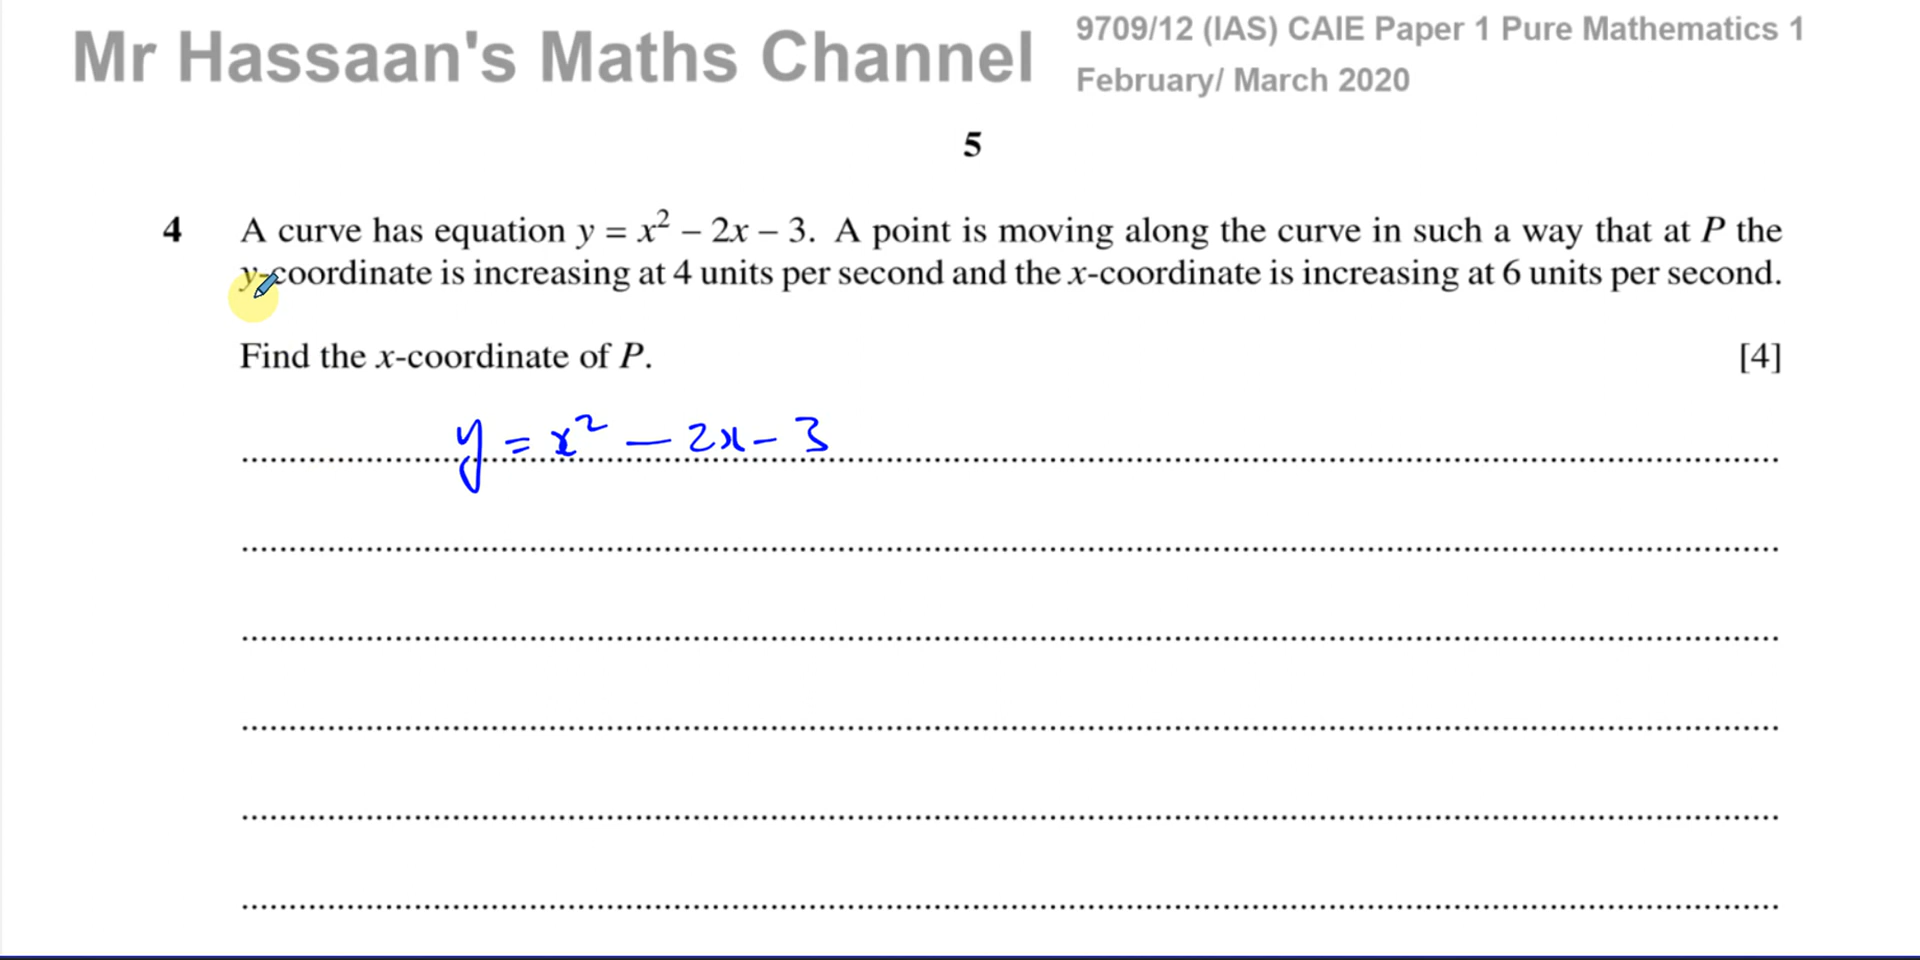 Mr Hassaan's Maths Channel
9709/12 (IAS) CAIE Paper 1 Pure Mathematics 1
February/ March 2020
5
4 A curve has equation y = x² – 2x – 3. A point is moving along the curve in such a way that at P the
y-coordinate is increasing at 4 units per second and the x-coordinate is increasing at 6 units per second.
Find the x-coordinate of P. [4]
y = x² – 2x – 3